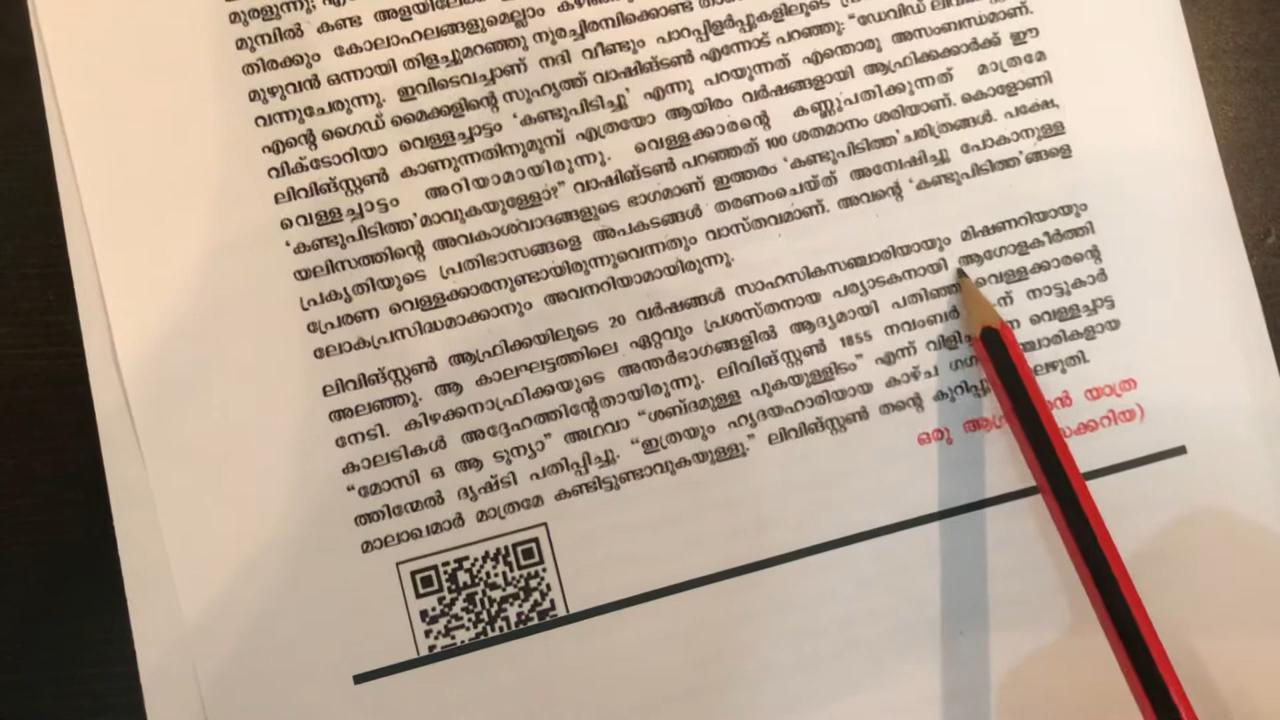 മുരളുന്നു;
മുമ്പിൽ കണ്ട അളയിലേക്ക്
തിരക്കും കോലാഹലങ്ങളുമെല്ലാം
മുഴുവൻ ഒന്നായി തിളച്ചുമറഞ്ഞു നുരച്ചിരമ്പിക്കൊണ്ട്
വന്നുചേരുന്നു. ഇവിടെവച്ചാണ് നദി വീണ്ടും പാറപ്പിളർപ്പുകളിലൂടെ
എന്റെ ഗൈഡ് മൈക്കളിന്റെ സുഹൃത്ത് വാഷിങ്ടൺ എന്നോട് പറഞ്ഞു: “ഡേവിഡ്
വിക്ടോറിയാ വെള്ളച്ചാട്ടം ‘കണ്ടുപിടിച്ചു’ എന്നു പറയുന്നത് എന്തൊരു അസംബന്ധമാണ്.
ലിവിങ്സ്റ്റൺ കാണുന്നതിനുമുമ്പ് എത്രയോ ആയിരം വർഷങ്ങളായി ആഫ്രിക്കക്കാർക്ക് ഈ
വെള്ളച്ചാട്ടം അറിയാമായിരുന്നു. വെള്ളക്കാരന്റെ കണ്ണുപതിക്കുന്നത് മാത്രമേ
‘കണ്ടുപിടിത്ത’മാവുകയുള്ളോ?” വാഷിങ്ടൺ പറഞ്ഞത് 100 ശതമാനം ശരിയാണ്. കൊളോണി
യലിസത്തിന്റെ അവകാശവാദങ്ങളുടെ ഭാഗമാണ് ഇത്തരം ‘കണ്ടുപിടിത്ത’ചരിത്രങ്ങൾ. പക്ഷേ,
പ്രകൃതിയുടെ പ്രതിഭാസങ്ങളെ അപകടങ്ങൾ തരണംചെയ്ത് അന്വേഷിച്ചു പോകാനുള്ള
പ്രേരണ വെള്ളക്കാരനുണ്ടായിരുന്നുവെന്നതും വാസ്തവമാണ്. അവന്റെ ‘കണ്ടുപിടിത്ത’ങ്ങളെ
ലോകപ്രസിദ്ധമാക്കാനും അവനറിയാമായിരുന്നു.
ലിവിങ്സ്റ്റൺ ആഫ്രിക്കയിലൂടെ 20 വർഷങ്ങൾ സാഹസികസഞ്ചാരിയായും മിഷണറിയായും
അലഞ്ഞു. ആ കാലഘട്ടത്തിലെ ഏറ്റവും പ്രശസ്തനായ പര്യാടകനായി ആഗോളകീർത്തി
നേടി. കിഴക്കനാഫ്രിക്കയുടെ അന്തർഭാഗങ്ങളിൽ ആദ്യമായി പതിഞ്ഞ വെള്ളക്കാരന്റെ
കാലടികൾ അദ്ദേഹത്തിന്റേതായിരുന്നു. ലിവിങ്സ്റ്റൺ 1855 നവംബർ ന് നാട്ടുകാർ
“മോസി ഒ ആ ടുന്യാ” അഥവാ “ശബ്ദമുള്ള പുകയുള്ളിടം” എന്ന് വെള്ളച്ചാട്ട
ത്തിന്മേൽ ദൃഷ്ടി പതിപ്പിച്ചു. “ഇത്രയും ഹൃദയഹാരിയായ കാഴ്ച
മാലാഖമാർ മാത്രമേ കണ്ടിട്ടുണ്ടാവുകയുള്ളു.” ലിവിങ്സ്റ്റൺ തന്റെ
ഒരു യാത്ര